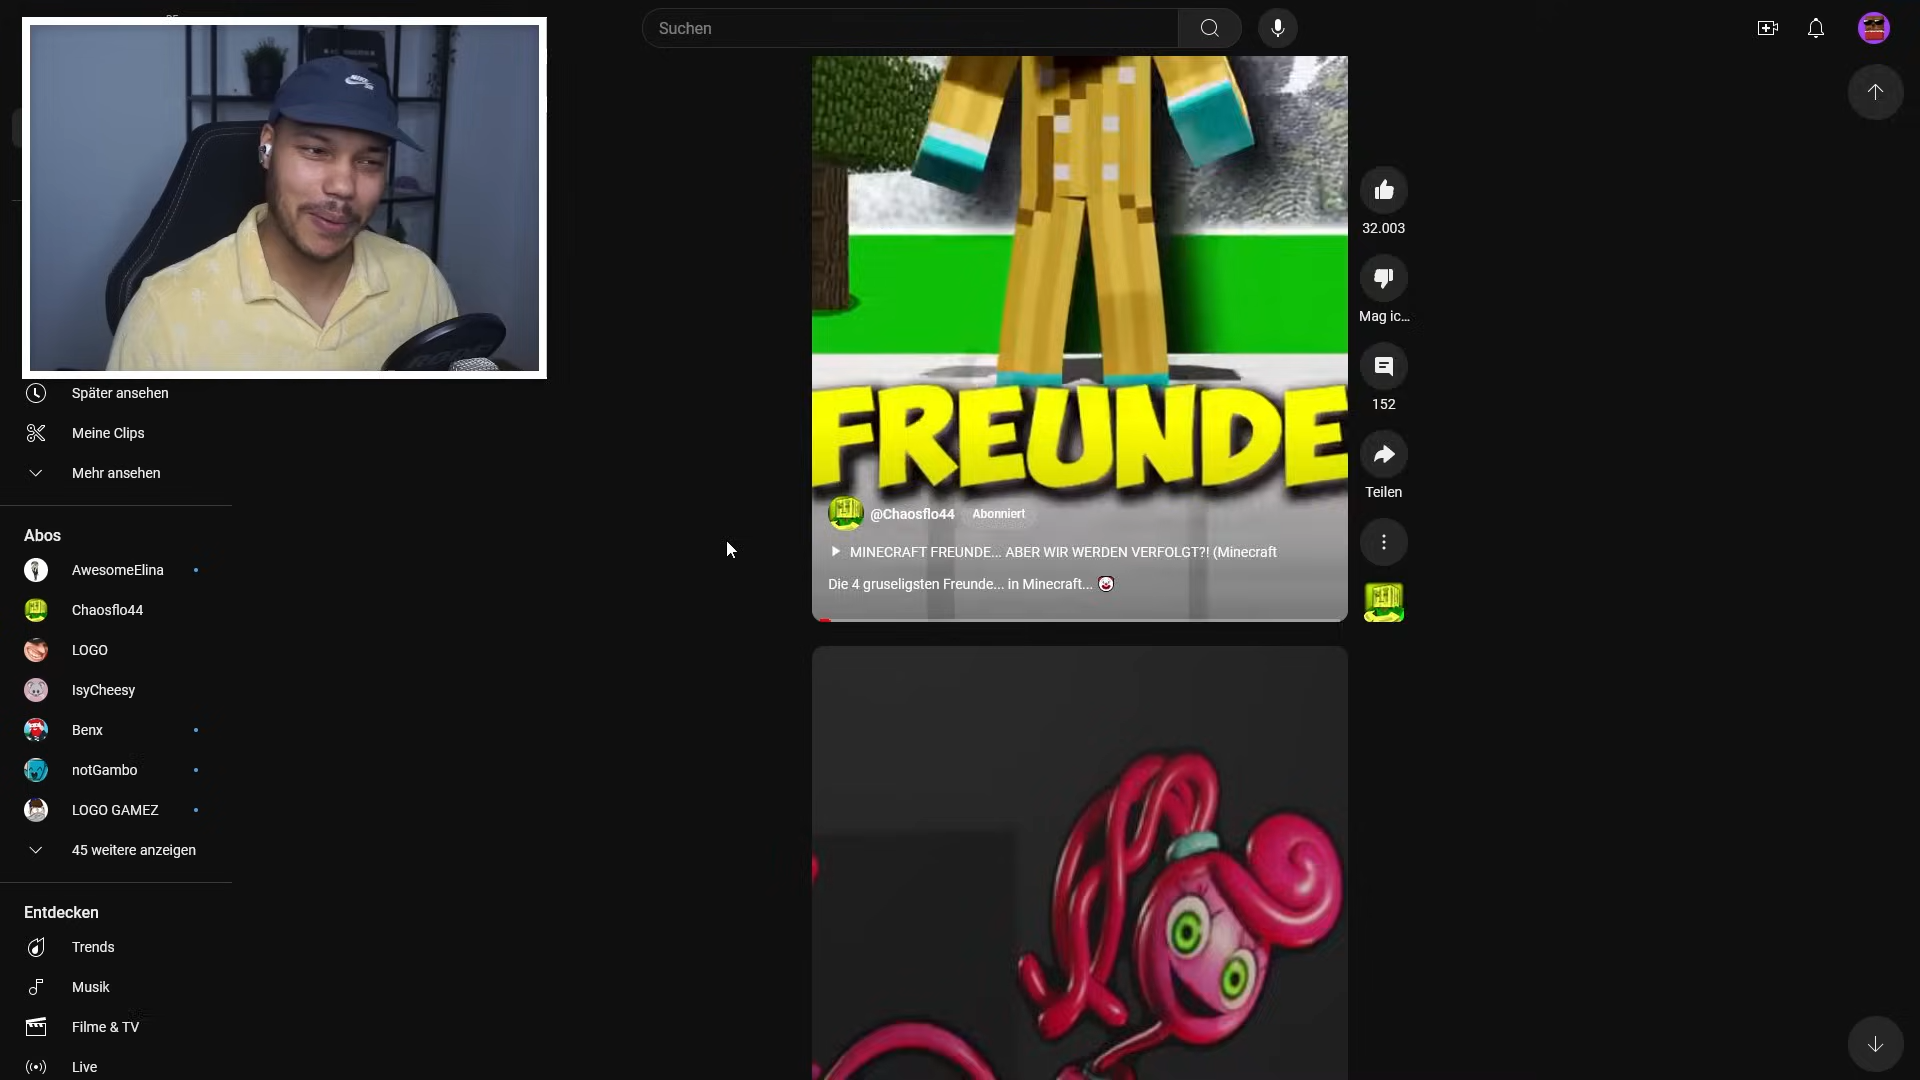 Suchen
32.003
Mag ic...
152
Teilen
FREUNDE
@Chaosflo44 Abonniert
MINECRAFT FREUNDE... ABER WIR WERDEN VERFOLGT?! (Minecraft
Die 4 gruseligsten Freunde... in Minecraft...
Später ansehen
Meine Clips
Mehr ansehen
Abos
AwesomeElina
Chaosflo44
LOGO
IsyCheesy
Benx
notGambo
LOGO GAMEZ
45 weitere anzeigen
Entdecken
Trends
Musik
Filme & TV
Live